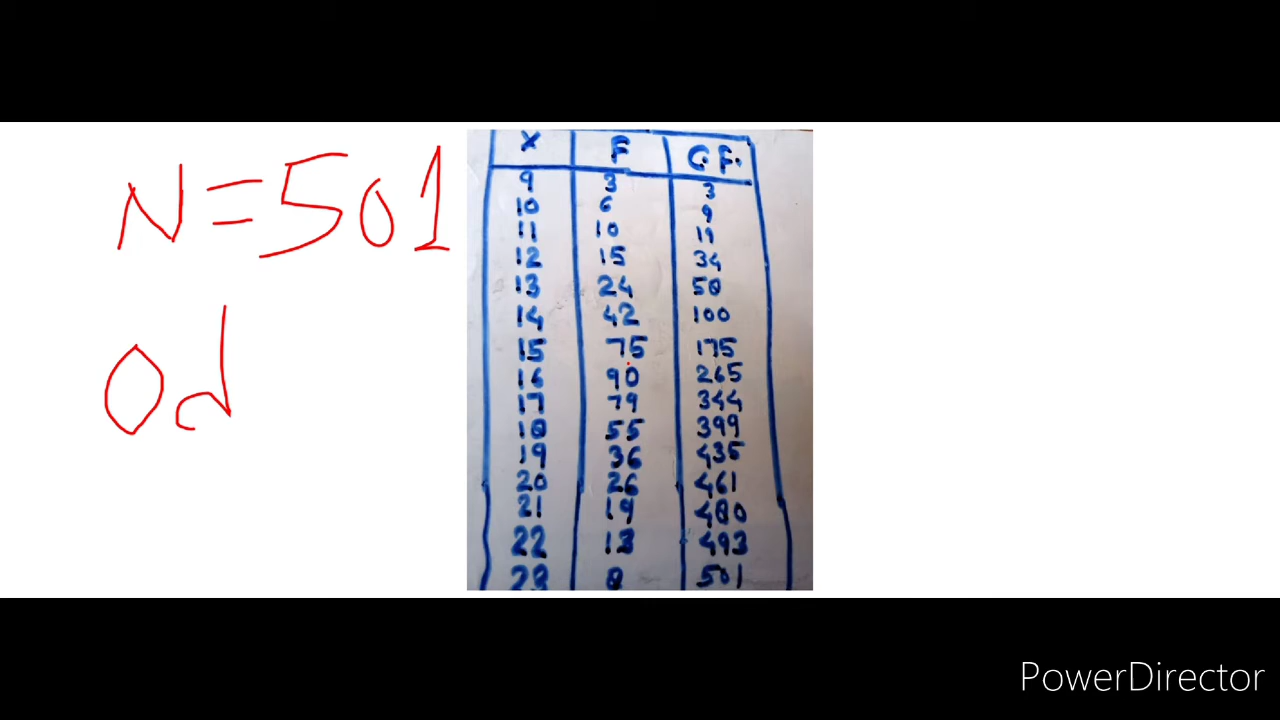 N=501
Od
X F C.F.
9 3 3
10 6 9
11 10 19
12 15 34
13 24 58
14 42 100
15 75 175
16 90 265
17 79 344
18 55 399
19 36 435
20 26 461
21 19 480
22 13 493
23 8 501
PowerDirector